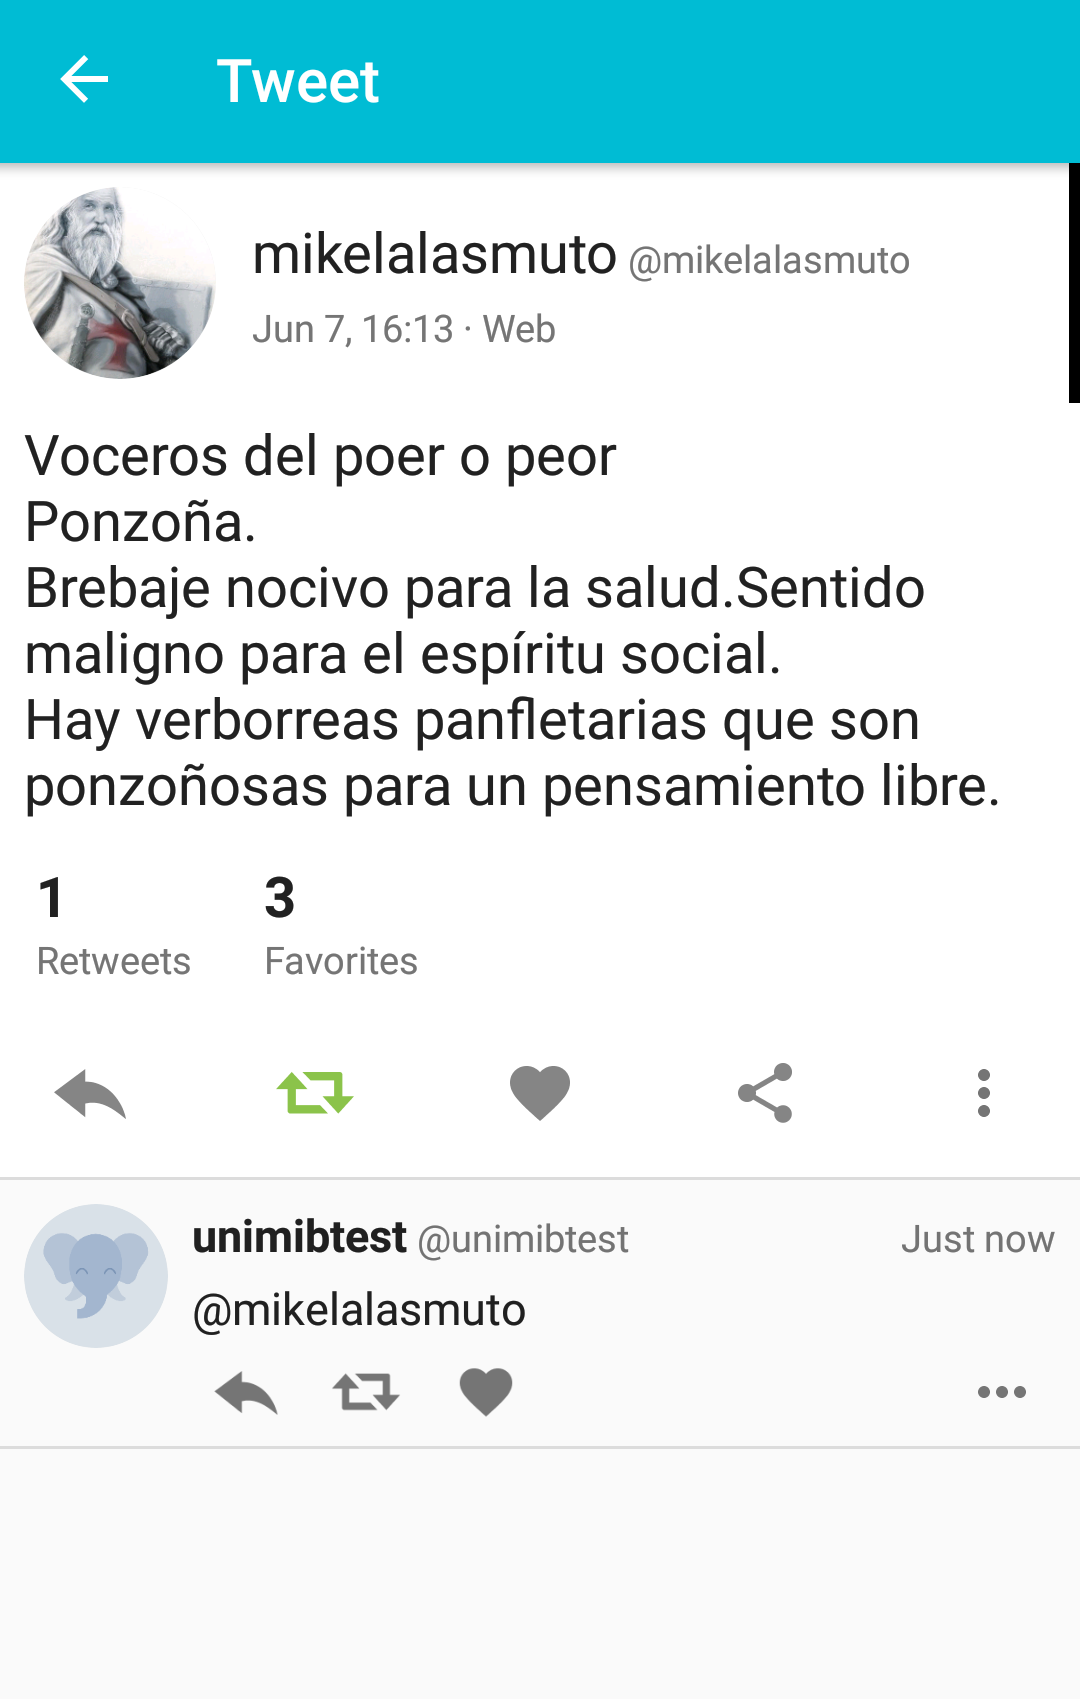 Tweet
mikelalasmuto @mikelalasmuto
Jun 7, 16:13 · Web
Voceros del poer o peor
Ponzoña.
Brebaje nocivo para la salud.Sentido
maligno para el espíritu social.
Hay verborreas panfletarias que son
ponzoñosas para un pensamiento libre.
1 3
Retweets Favorites
unimibtest @unimibtest Just now
@mikelalasmuto